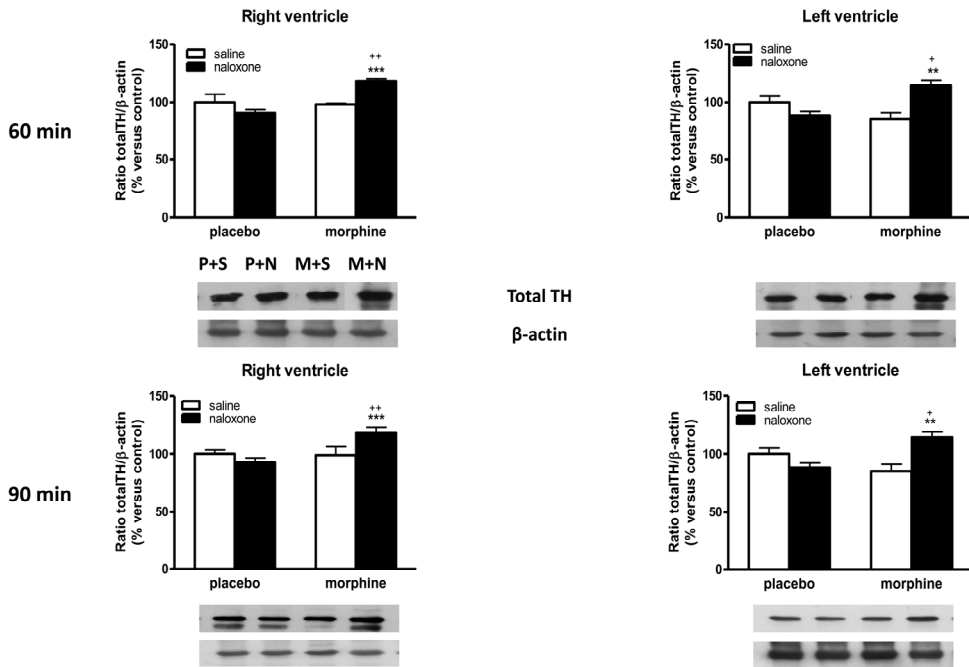 Right ventricle
Ratio totalTH/β-actin
(% versus control)
150
100
50
0
saline
naloxone
++
***
placebo
morphine
60 min
Left ventricle
Ratio totalTH/β-actin
(% versus control)
150
100
50
0
saline
naloxone
+
**
placebo
morphine
P+S P+N M+S M+N
Total TH
β-actin
Right ventricle
Ratio totalTH/β-actin
(% versus control)
150
100
50
0
saline
naloxone
++
***
placebo
morphine
90 min
Left ventricle
Ratio totalTH/β-actin
(% versus control)
150
100
50
0
saline
naloxone
+
**
placebo
morphine